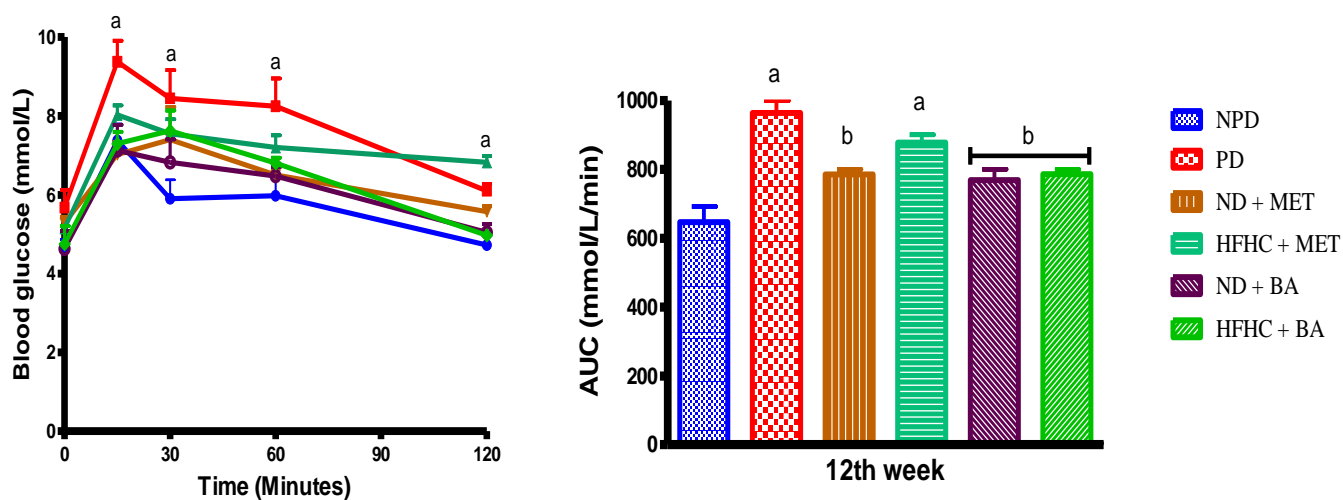 a
a
a
a
10
8
6
4
2
0
Blood glucose (mmol/L)
0 30 60 90 120
Time (Minutes)
a
b
a
b
1000
800
600
400
200
0
AUC (mmol/L/min)
12th week
NPD
PD
ND + MET
HFHC + MET
ND + BA
HFHC + BA